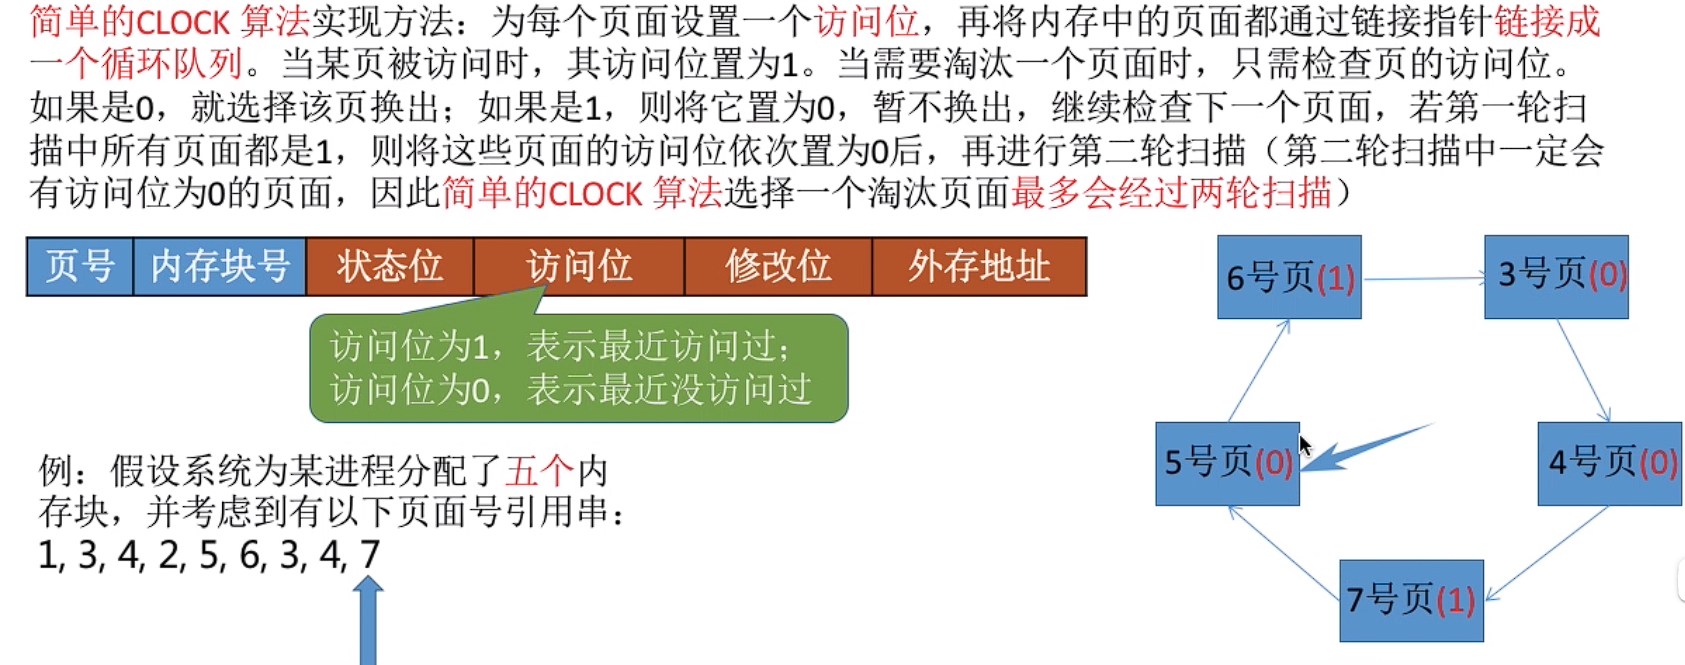 简单的CLOCK 算法实现方法：为每个页面设置一个访问位，再将内存中的页面都通过链接指针链接成
一个循环队列。当某页被访问时，其访问位置为1。当需要淘汰一个页面时，只需检查页的访问位。
如果是0，就选择该页换出；如果是1，则将它置为0，暂不换出，继续检查下一个页面，若第一轮扫
描中所有页面都是1，则将这些页面的访问位依次置为0后，再进行第二轮扫描（第二轮扫描中一定会
有访问位为0的页面，因此简单的CLOCK 算法选择一个淘汰页面最多会经过两轮扫描）
页号 内存块号 状态位 访问位 修改位 外存地址
访问位为1，表示最近访问过；
访问位为0，表示最近没访问过
例：假设系统为某进程分配了五个内
存块，并考虑到有以下页面号引用串：
1, 3, 4, 2, 5, 6, 3, 4, 7
6号页(1)
3号页(0)
5号页(0)
4号页(0)
7号页(1)